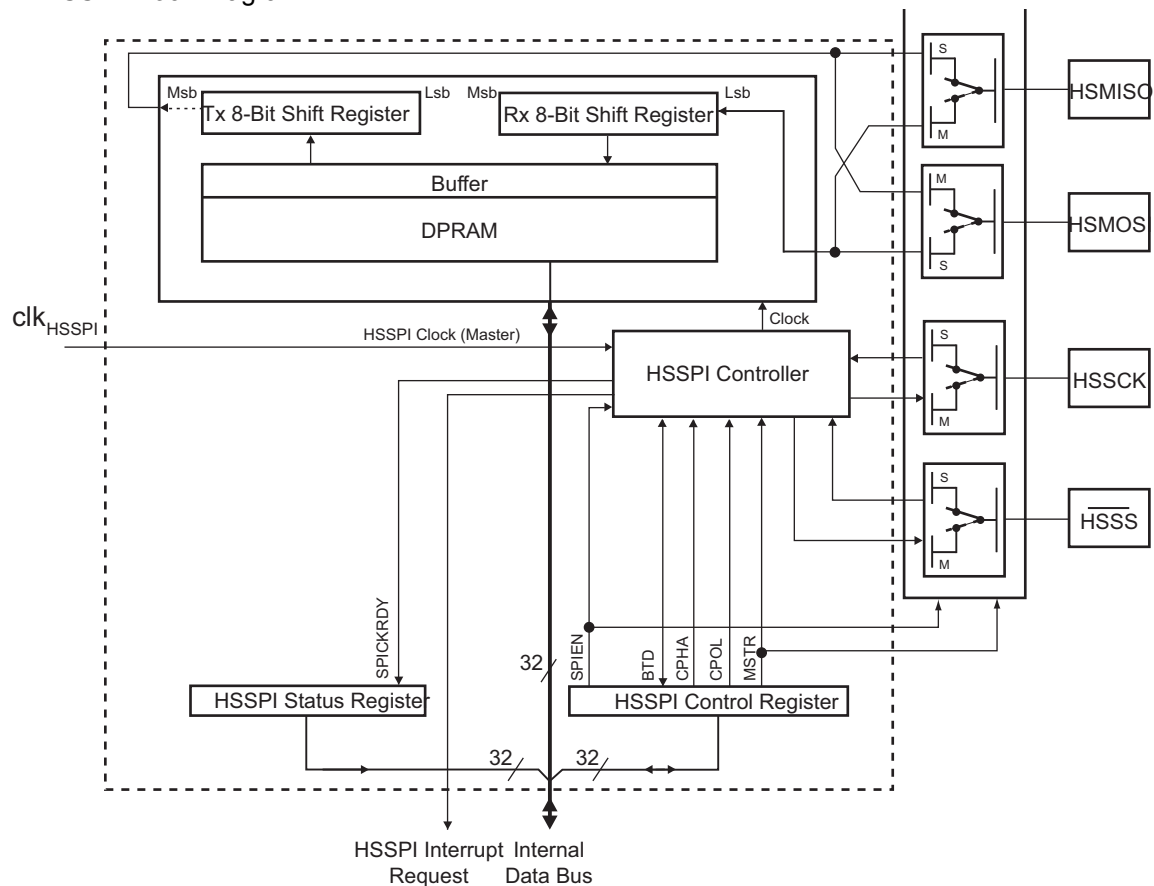 Msb
Lsb
Msb
Lsb
Tx 8-Bit Shift Register
Rx 8-Bit Shift Register
Buffer
DPRAM
S
M
HSMISO
M
S
HSMOS
clkHSSPI
HSSPI Clock (Master)
Clock
HSSPI Controller
S
M
HSSCK
S
M
HSSS
SPICKRDY
32
SPIEN
BTD
CPHA
CPOL
MSTR
HSSPI Status Register
HSSPI Control Register
32
32
HSSPI Interrupt
Request
Internal
Data Bus